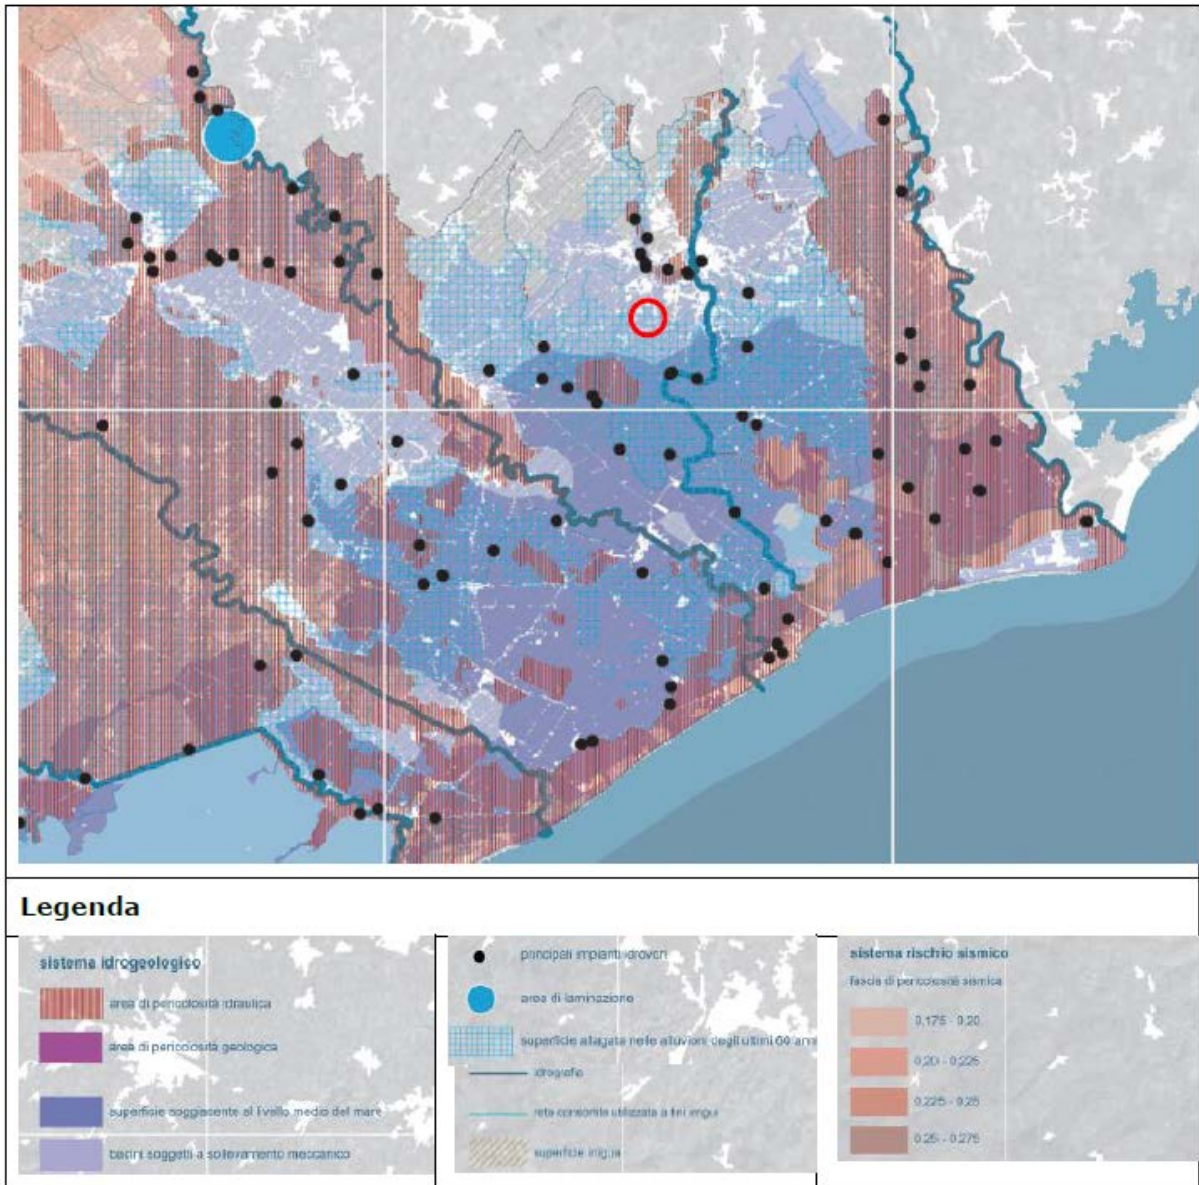 Legenda
sistema idrogeologico
area di pericolosità idraulica
area di pericolosità geologica
superficie soggiacente al livello medio del mare
bacini soggetti a sollevamento meccanico
principali impianti idrovori
area di laminazione
superficie allagata nelle alluvioni degli ultimi 60 anni
idrografia
rete consortile utilizzata a fini irrigui
superficie irrigua
sistema rischio sismico
fascia di pericolosità sismica
0,175 - 0,20
0,20 - 0,225
0,225 - 0,25
0,25 - 0,275